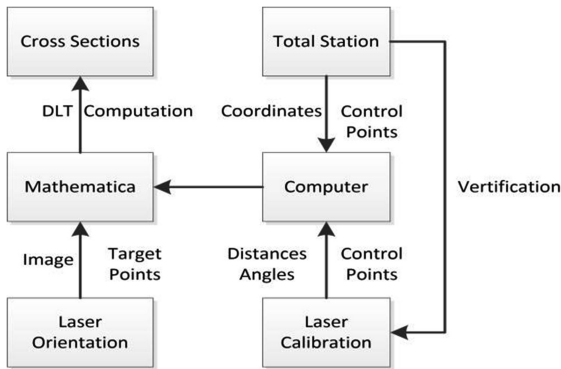 Cross Sections
Total Station
DLT Computation
Coordinates
Control
Points
Mathematica
Computer
Vertification
Image
Target
Points
Distances
Angles
Control
Points
Laser
Orientation
Laser
Calibration